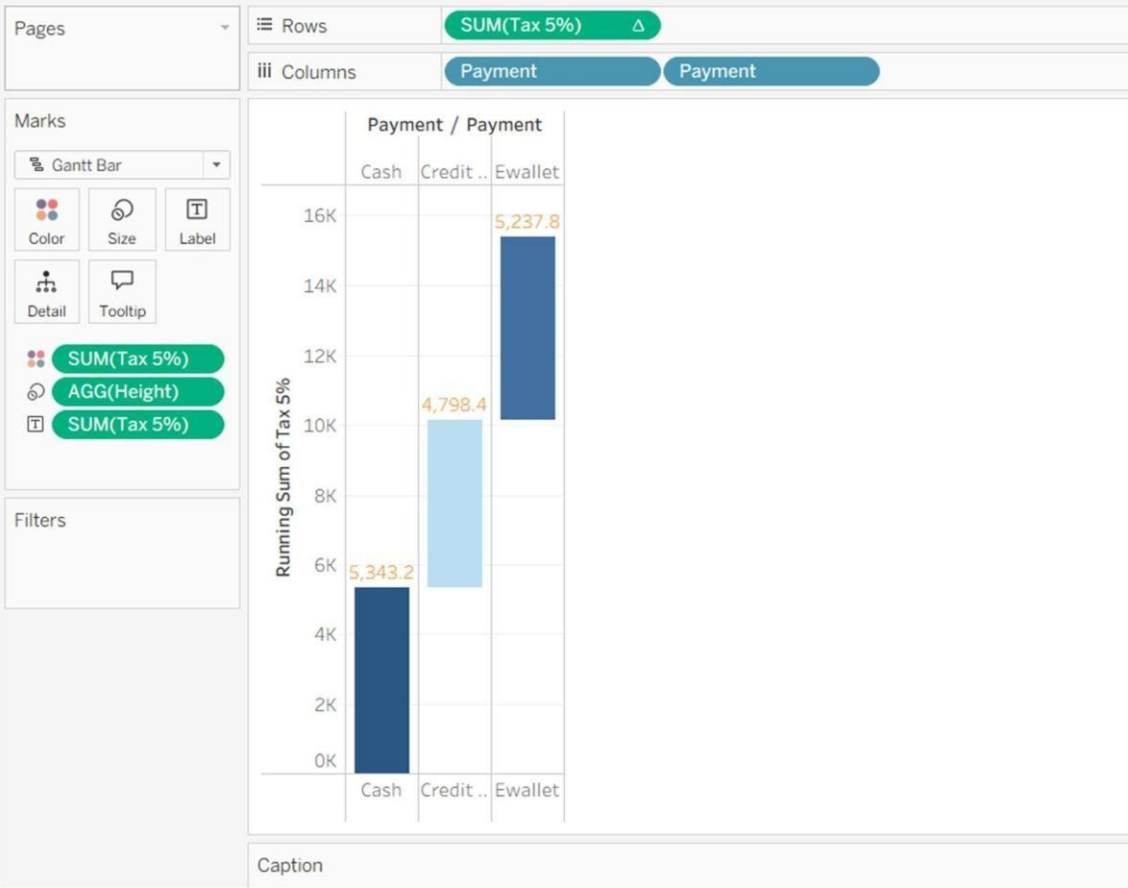 Pages
Rows
SUM(Tax 5%) Δ
Columns
Payment
Payment
Marks
Gantt Bar
Color
Size
Label
Detail
Tooltip
SUM(Tax 5%)
AGG(Height)
SUM(Tax 5%)
Filters
Payment / Payment
Cash
Credit ..
Ewallet
Running Sum of Tax 5%
16K
14K
12K
10K
8K
6K
4K
2K
0K
5,237.8
4,798.4
5,343.2
Cash
Credit ..
Ewallet
Caption